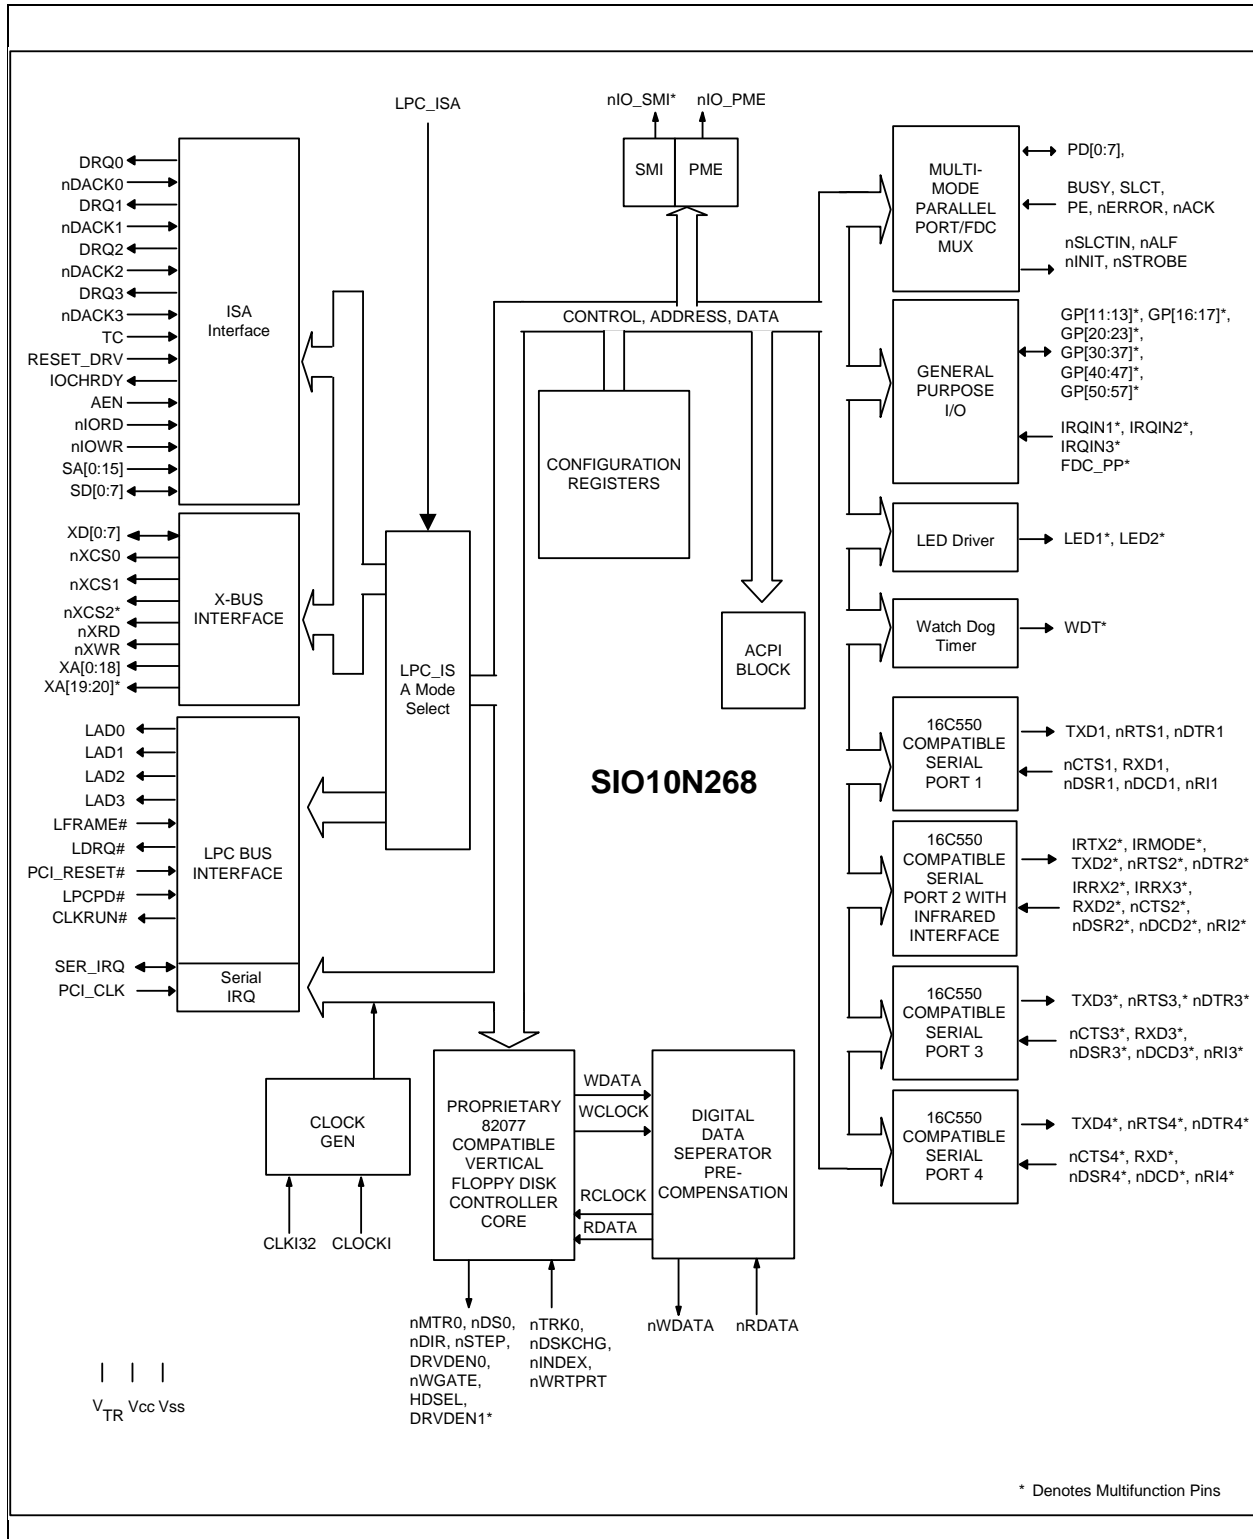 LPC_ISA
nIO_SMI*
nIO_PME
SMI
PME
DRQ0
nDACK0
DRQ1
nDACK1
DRQ2
nDACK2
DRQ3
nDACK3
TC
RESET_DRV
IOCHRDY
AEN
nIORD
nIOWR
SA[0:15]
SD[0:7]
ISA
Interface
XD[0:7]
nXCS0
nXCS1
nXCS2*
nXRD
nXWR
XA[0:18]
XA[19:20]*
X-BUS
INTERFACE
LAD0
LAD1
LAD2
LAD3
LFRAME#
LDRQ#
PCI_RESET#
LPCPD#
CLKRUN#
LPC BUS
INTERFACE
SER_IRQ
PCI_CLK
Serial
IRQ
LPC_IS
A Mode
Select
CONTROL, ADDRESS, DATA
CONFIGURATION
REGISTERS
ACPI
BLOCK
SIO10N268
MULTI-
MODE
PARALLEL
PORT/FDC
MUX
PD[0:7],
BUSY, SLCT,
PE, nERROR, nACK
nSLCTIN, nALF
nINIT, nSTROBE
GENERAL
PURPOSE
I/O
GP[11:13]*, GP[16:17]*,
GP[20:23]*,
GP[30:37]*,
GP[40:47]*,
GP[50:57]*
IRQIN1*, IRQIN2*,
IRQIN3*
FDC_PP*
LED Driver
LED1*, LED2*
Watch Dog
Timer
WDT*
16C550
COMPATIBLE
SERIAL
PORT 1
TXD1, nRTS1, nDTR1
nCTS1, RXD1,
nDSR1, nDCD1, nRI1
16C550
COMPATIBLE
SERIAL
PORT 2 WITH
INFRARED
INTERFACE
IRTX2*, IRMODE*,
TXD2*, nRTS2*, nDTR2*
IRRX2*, IRRX3*,
RXD2*, nCTS2*,
nDSR2*, nDCD2*, nRI2*
16C550
COMPATIBLE
SERIAL
PORT 3
TXD3*, nRTS3,* nDTR3*
nCTS3*, RXD3*,
nDSR3*, nDCD3*, nRI3*
16C550
COMPATIBLE
SERIAL
PORT 4
TXD4*, nRTS4*, nDTR4*
nCTS4*, RXD*,
nDSR4*, nDCD*, nRI4*
CLOCK
GEN
CLKI32
CLOCKI
PROPRIETARY
82077
COMPATIBLE
VERTICAL
FLOPPY DISK
CONTROLLER
CORE
WDATA
WCLOCK
RCLOCK
RDATA
DIGITAL
DATA
SEPERATOR
PRE-
COMPENSATION
nMTR0, nDS0,
nDIR, nSTEP,
DRVDEN0,
nWGATE,
HDSEL,
DRVDEN1*
nTRK0,
nDSKCHG,
nINDEX,
nWRTPRT
nWDATA
nRDATA
VTR Vcc Vss
* Denotes Multifunction Pins